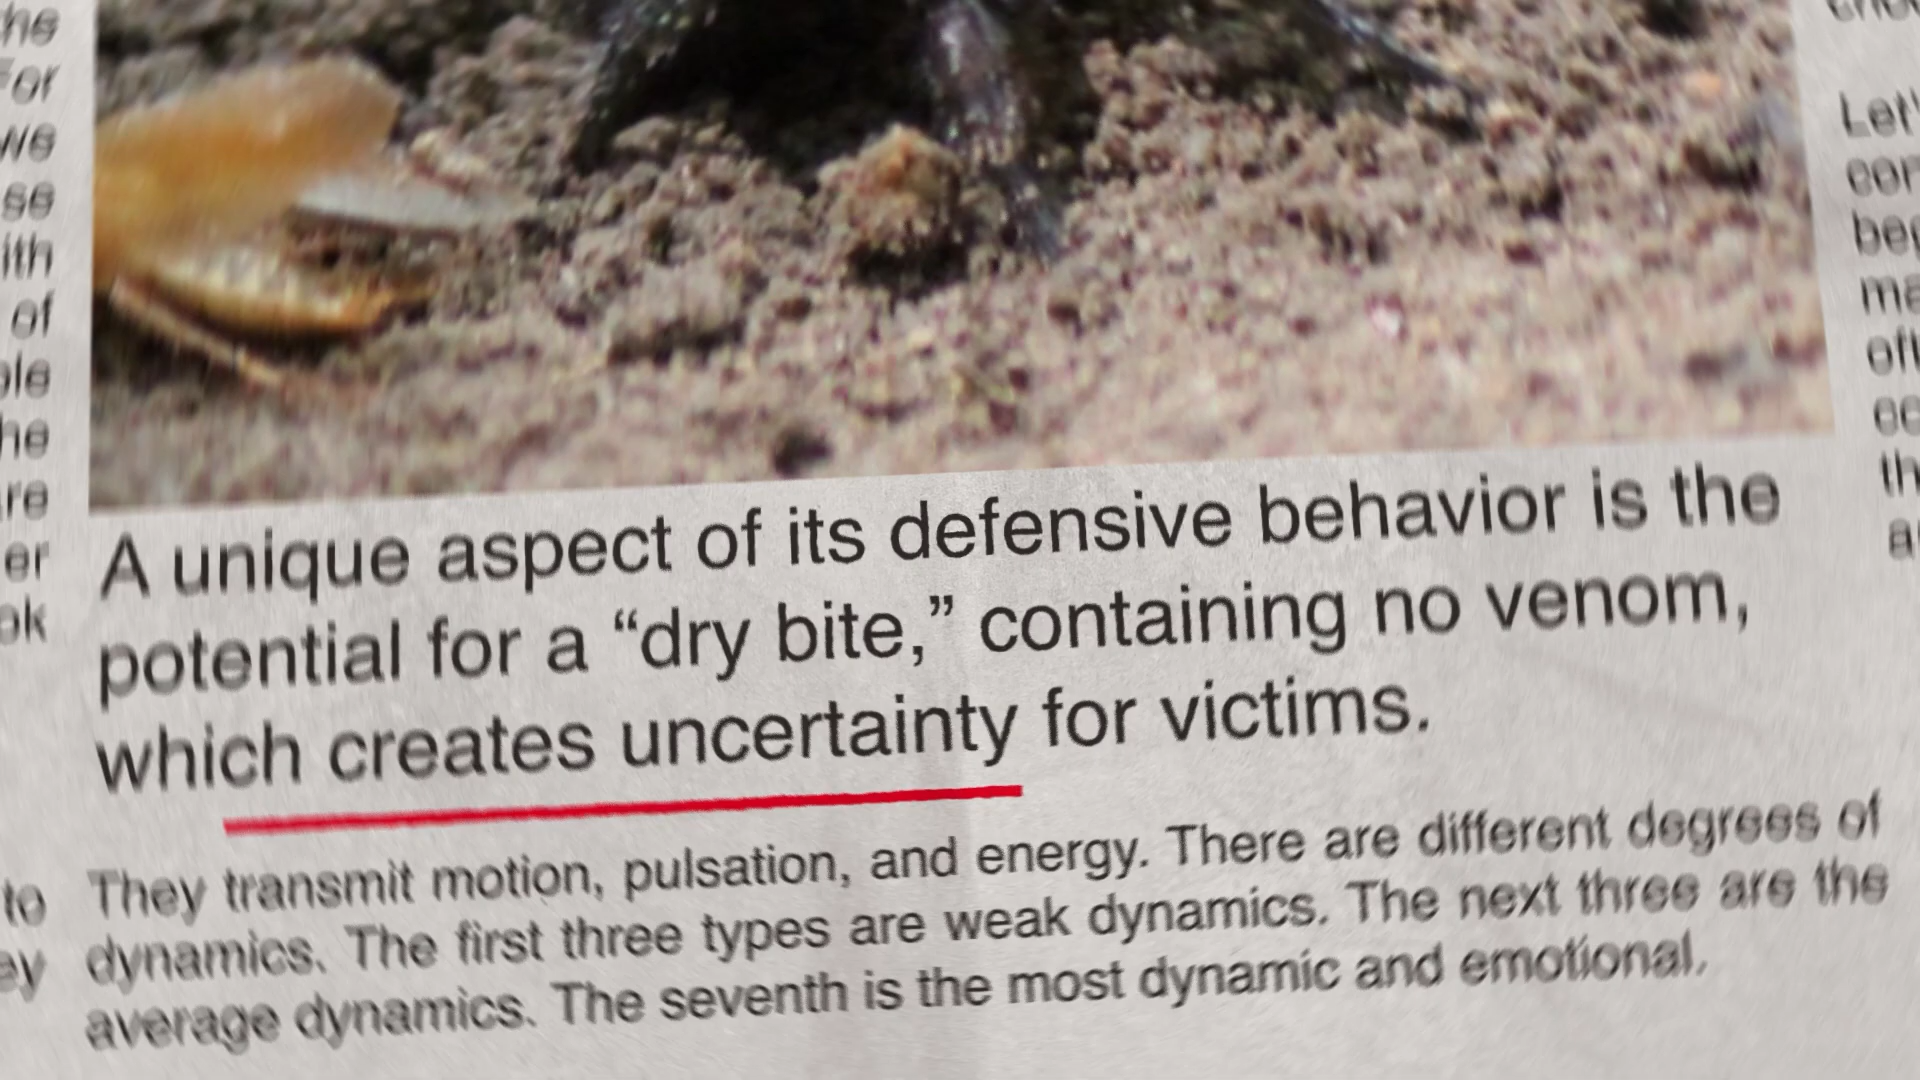 A unique aspect of its defensive behavior is the
potential for a “dry bite,” containing no venom,
which creates uncertainty for victims.
They transmit motion, pulsation, and energy. There are different degrees of
dynamics. The first three types are weak dynamics. The next three are the
average dynamics. The seventh is the most dynamic and emotional.